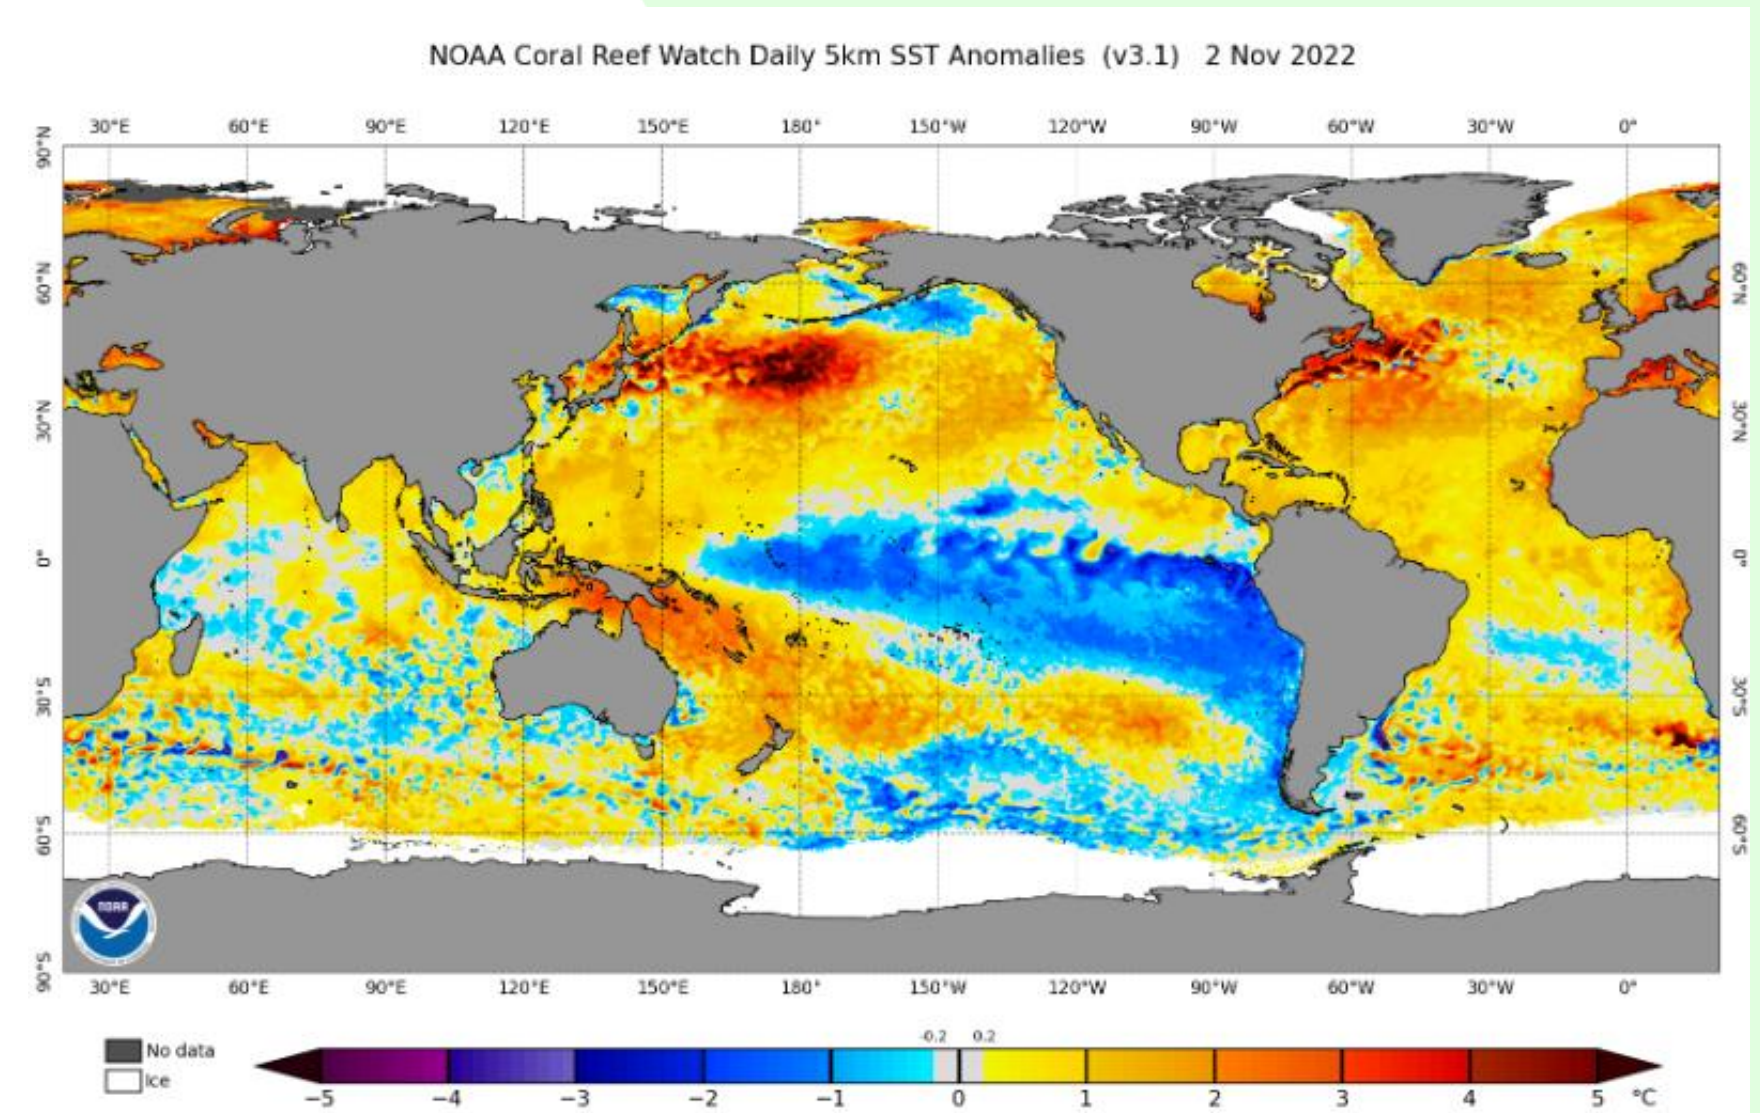 NOAA Coral Reef Watch Daily 5km SST Anomalies (v3.1) 2 Nov 2022
30°E 60°E 90°E 120°E 150°E 180° 150°W 120°W 90°W 60°W 30°W 0°
90°N
60°N 60°N
30°N 30°N
0° 0°
30°S 30°S
60°S 60°S
90°S
NOAA
30°E 60°E 90°E 120°E 150°E 180° 150°W 120°W 90°W 60°W 30°W 0°
-0.2 0.2
No data
Ice
−5 −4 −3 −2 −1 0 1 2 3 4 5 °C